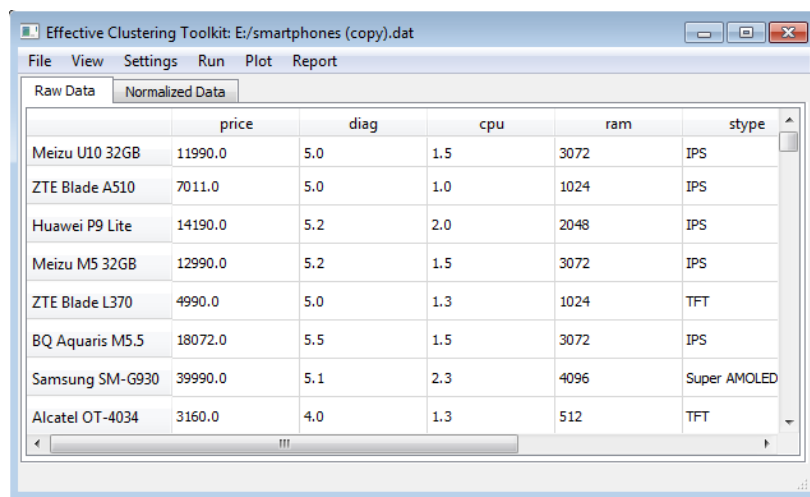 Effective Clustering Toolkit: E:/smartphones (copy).dat
File View Settings Run Plot Report
Raw Data Normalized Data
price diag cpu ram stype
Meizu U10 32GB 11990.0 5.0 1.5 3072 IPS
ZTE Blade A510 7011.0 5.0 1.0 1024 IPS
Huawei P9 Lite 14190.0 5.2 2.0 2048 IPS
Meizu M5 32GB 12990.0 5.2 1.5 3072 IPS
ZTE Blade L370 4990.0 5.0 1.3 1024 TFT
BQ Aquaris M5.5 18072.0 5.5 1.5 3072 IPS
Samsung SM-G930 39990.0 5.1 2.3 4096 Super AMOLED
Alcatel OT-4034 3160.0 4.0 1.3 512 TFT